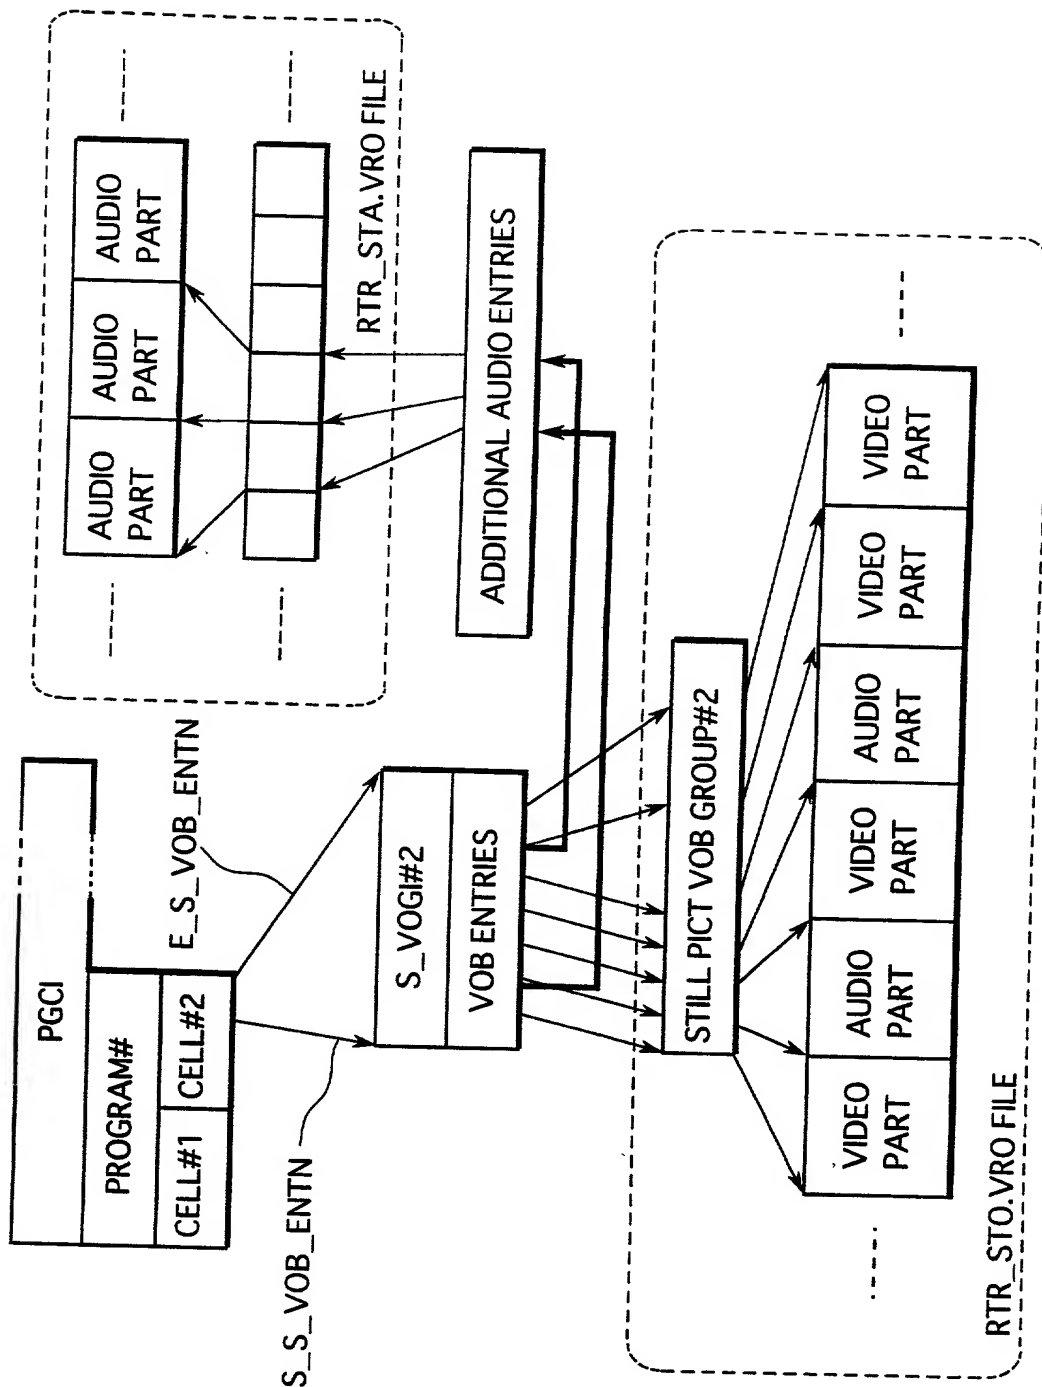 PGCI
PROGRAM#
CELL#1
CELL#2
S_S_VOB_ENTN
E_S_VOB_ENTN
S_VOGI#2
VOB ENTRIES
AUDIO
PART
AUDIO
PART
AUDIO
PART
RTR_STA.VRO FILE
ADDITIONAL AUDIO ENTRIES
STILL PICT VOB GROUP#2
VIDEO
PART
AUDIO
PART
VIDEO
PART
AUDIO
PART
VIDEO
PART
VIDEO
PART
RTR_STO.VRO FILE